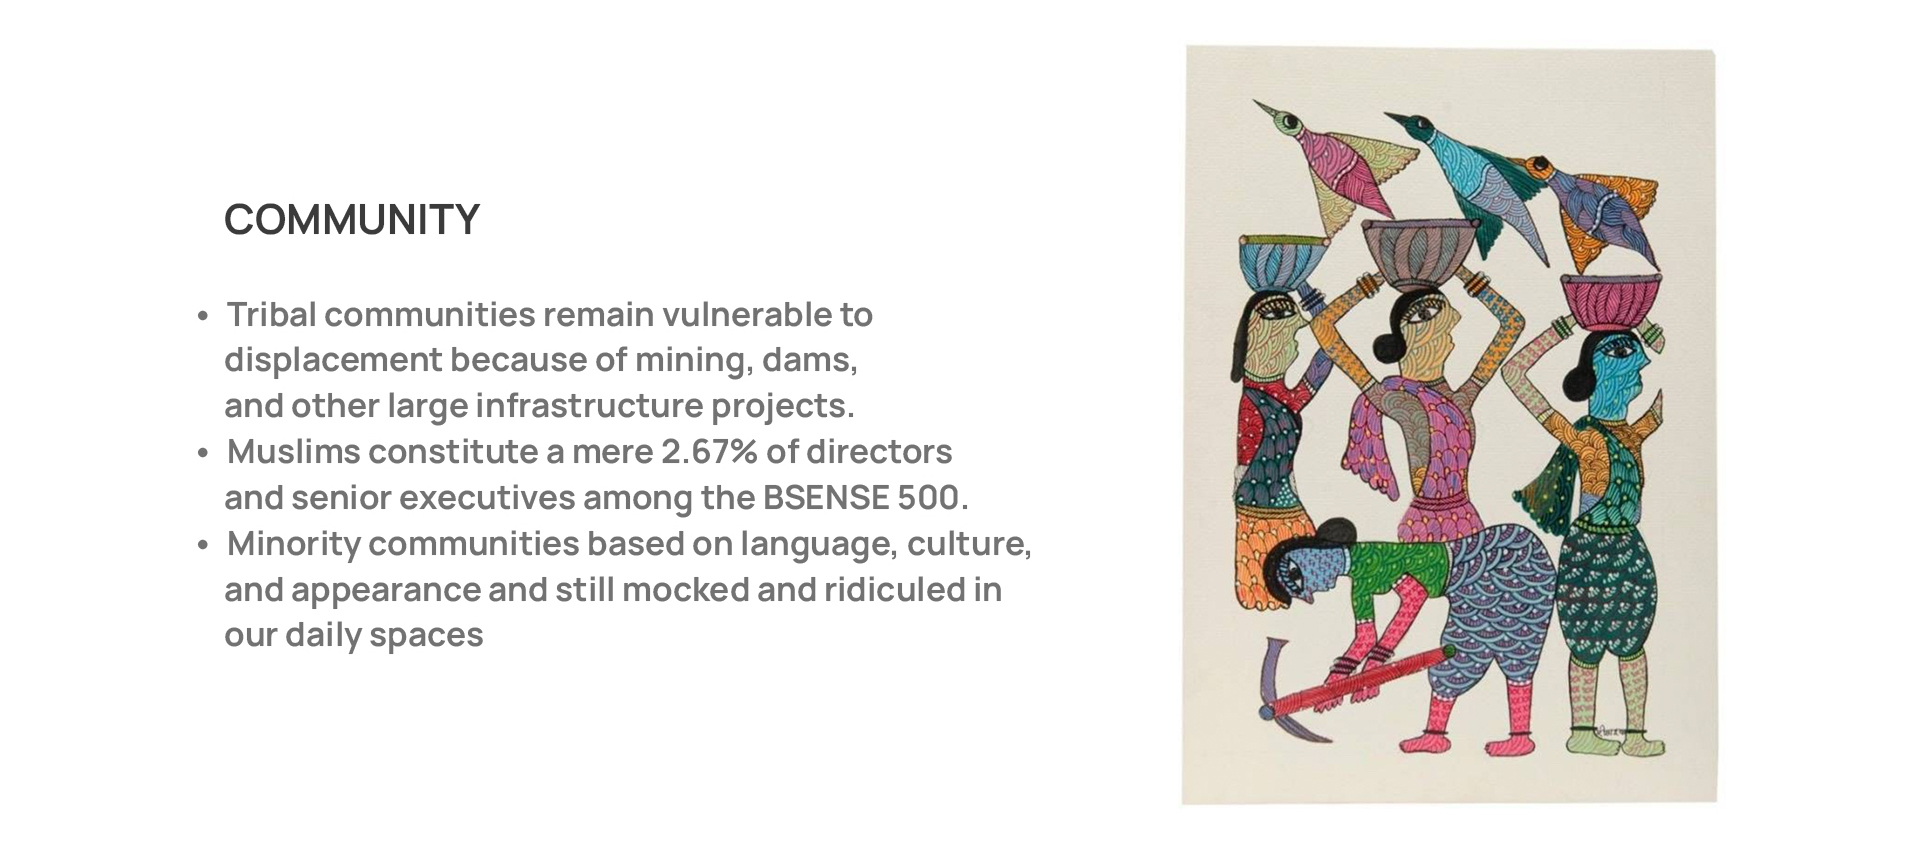 COMMUNITY
• Tribal communities remain vulnerable to
displacement because of mining, dams,
and other large infrastructure projects.
• Muslims constitute a mere 2.67% of directors
and senior executives among the BSENSE 500.
• Minority communities based on language, culture,
and appearance and still mocked and ridiculed in
our daily spaces